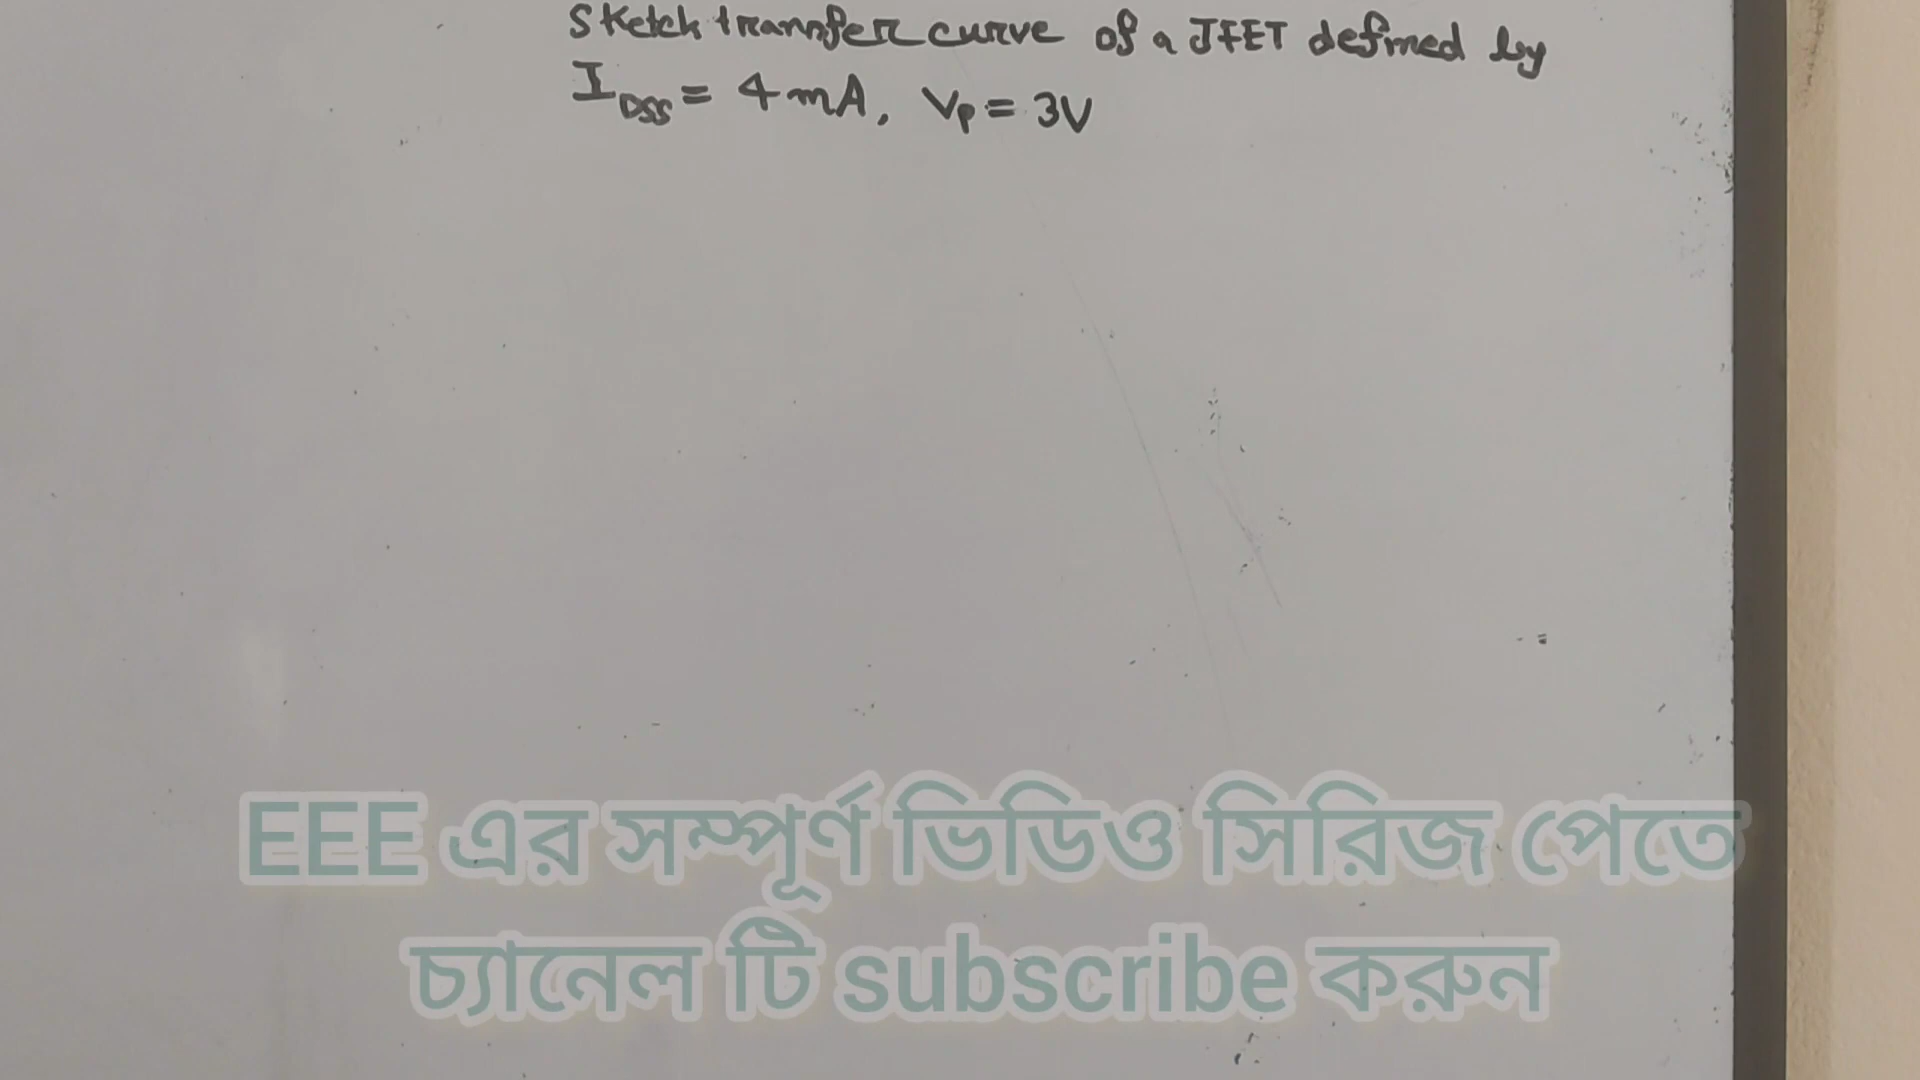 Sketch transfer curve of a JFET defined by
IDSS = 4 mA, VP = 3V
EEE এর সম্পূর্ণ ভিডিও সিরিজ পেতে
চ্যানেল টি subscribe করুন